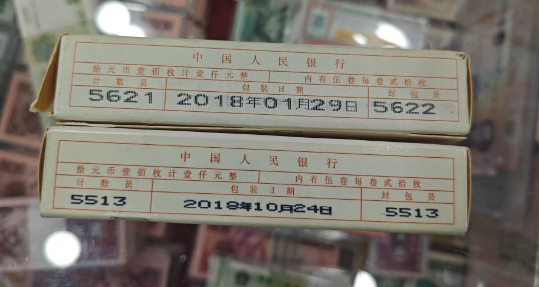 中国人民银行
拾元币壹佰枚计壹仟元整 内有伍卷每卷贰拾枚
计数员 包装日期 封包员
5621 2018年01月29日 5622
中国人民银行
拾元币壹佰枚计壹仟元整 内有伍卷每卷贰拾枚
计数员 包装日期 封包员
5513 2018年10月24日 5513